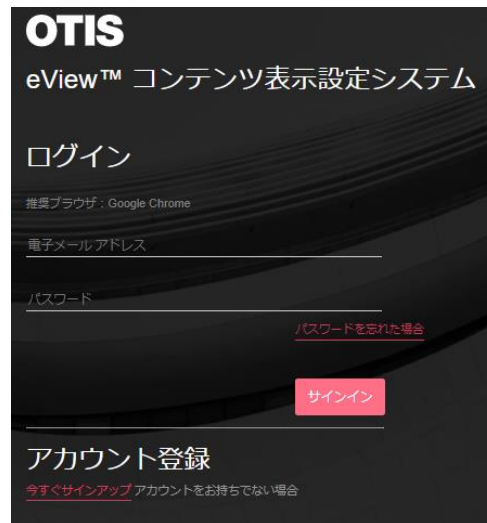 OTIS
eView™ コンテンツ表示設定システム
ログイン
推奨ブラウザ：Google Chrome
電子メール アドレス
パスワード
パスワードを忘れた場合
サインイン
アカウント登録
今すぐサインアップ アカウントをお持ちでない場合